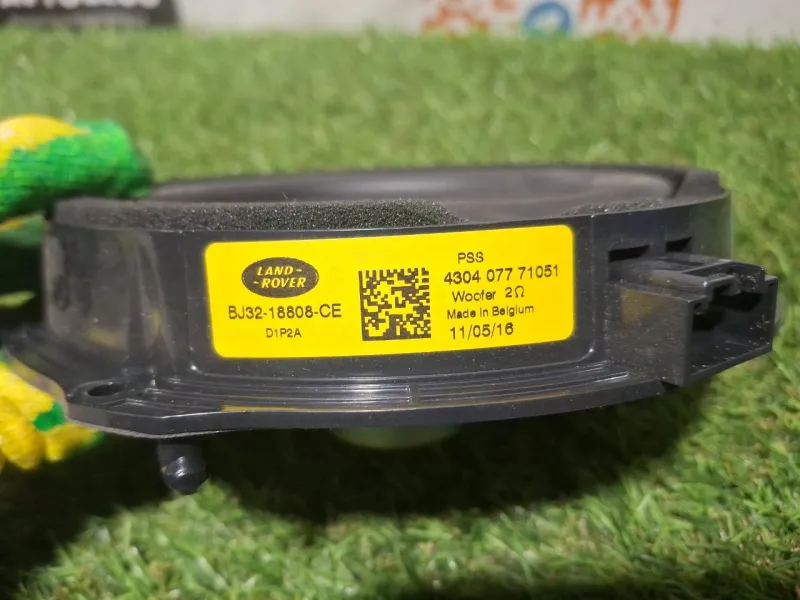 LAND-
-ROVER
BJ32-18808-CE
D1P2A
PSS
4304 077 71051
Woofer 2Ω
Made in Belgium
11/05/16